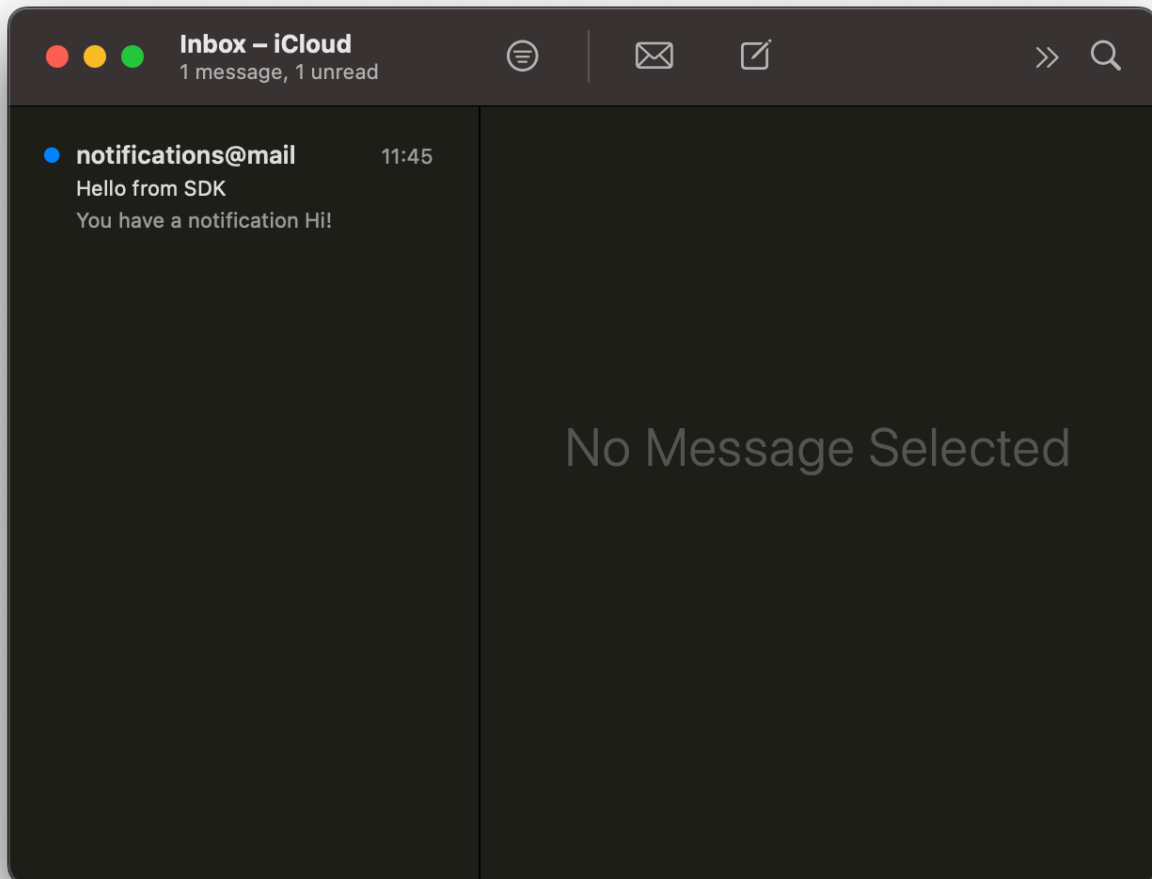 Inbox – iCloud
1 message, 1 unread
notifications@mail
11:45
Hello from SDK
You have a notification Hi!
No Message Selected